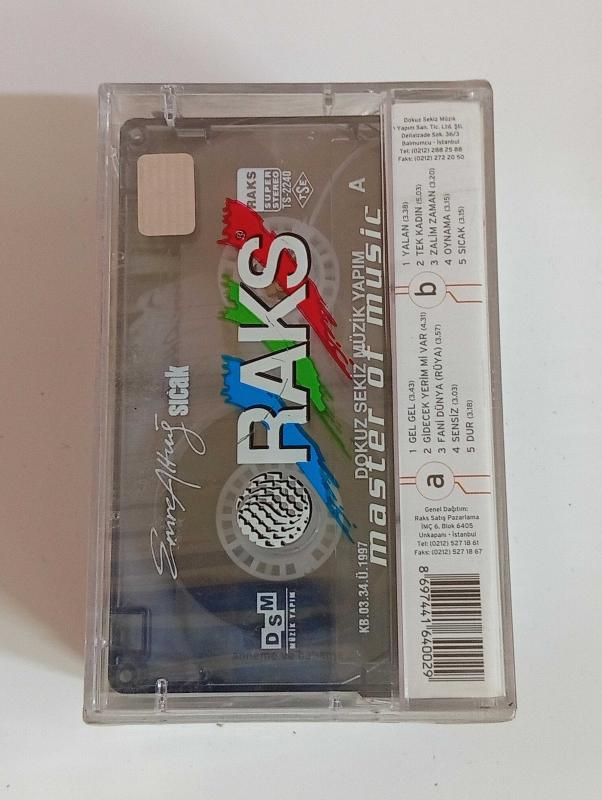 Dokuz Sekiz Müzik
Yapım San. Tic. Ltd. Şti.
Dellalzade Sok. 36/3
Balmumcu - İstanbul
Tel: (0212) 288 25 88
Faks: (0212) 272 20 50
1 YALAN (3.38)
2 TEK KADIN (5.03)
3 ZALİM ZAMAN (3.20)
4 OYNAMA (3.15)
5 SICAK (3.15)
b
1 GEL GEL (3.43)
2 GİDECEK YERİM Mİ VAR (4.31)
3 FANİ DÜNYA (RÜYA) (3.57)
4 SENSİZ (3.03)
5 DUR (3.18)
a
Genel Dağıtım:
Raks Satış Pazarlama
İMÇ 6. Blok 6405
Unkapanı - İstanbul
Tel: (0212) 527 18 61
Faks: (0212) 527 18 67
8 697441 640029
RAKS
SUPER
STEREO
TS-2240
TSE
A
Emre Altuğ
sıcak
RAKS
DOKUZ SEKİZ MÜZİK YAPIM
master of music
KB.03.34.Ü.1997
DSM
MÜZİK YAPIM
anneme ve